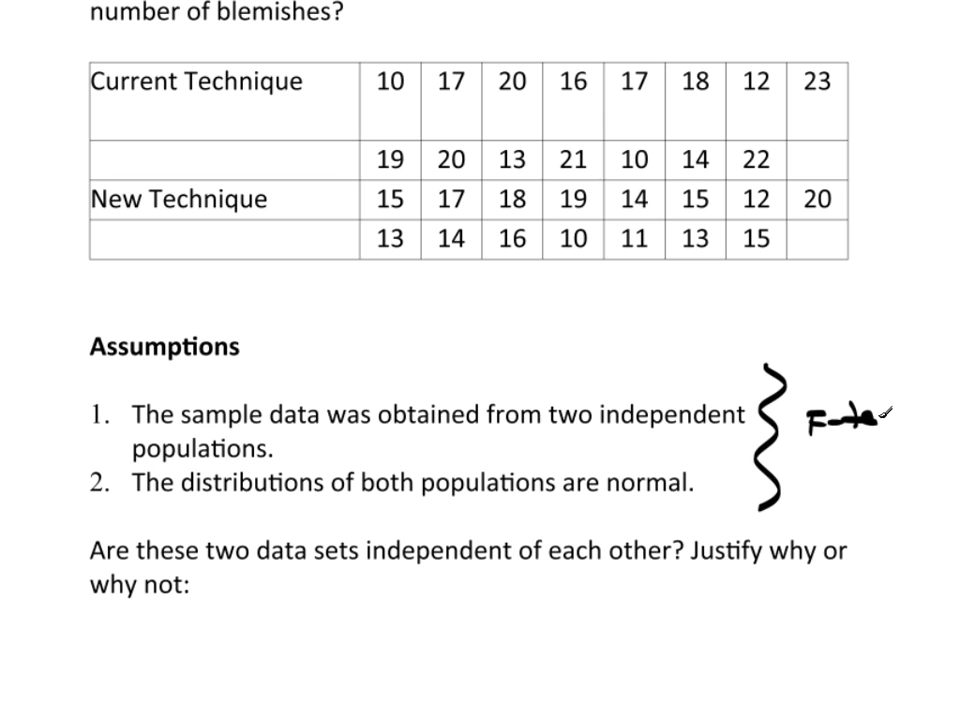 number of blemishes?
Current Technique 10 17 20 16 17 18 12 23
19 20 13 21 10 14 22
New Technique 15 17 18 19 14 15 12 20
13 14 16 10 11 13 15
Assumptions
1. The sample data was obtained from two independent
populations.
2. The distributions of both populations are normal.
F-te
Are these two data sets independent of each other? Justify why or
why not: